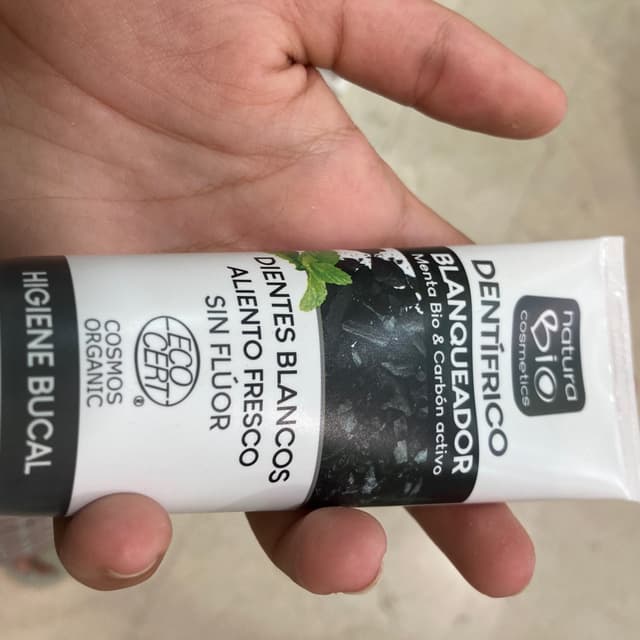 natura
BiO
cosmetics
DENTÍFRICO
BLANQUEADOR
Menta Bio & Carbón activo
DIENTES BLANCOS
ALIENTO FRESCO
SIN FLÚOR
ECO
CERT
®
COSMOS
ORGANIC
HIGIENE BUCAL